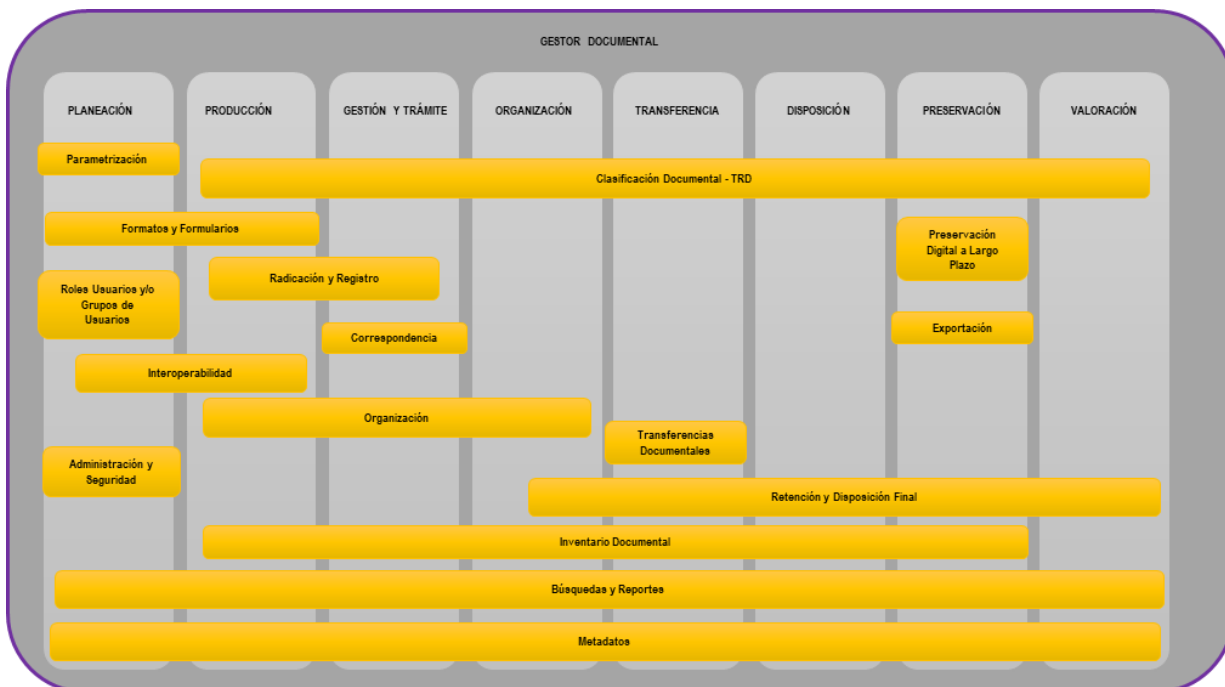 GESTOR DOCUMENTAL
PLANEACIÓN
PRODUCCIÓN
GESTIÓN Y TRÁMITE
ORGANIZACIÓN
TRANSFERENCIA
DISPOSICIÓN
PRESERVACIÓN
VALORACIÓN
Parametrización
Clasificación Documental - TRD
Formatos y Formularios
Preservación
Digital a Largo
Plazo
Radicación y Registro
Roles Usuarios y/o
Grupos de
Usuarios
Correspondencia
Exportación
Interoperabilidad
Organización
Transferencias
Documentales
Administración y
Seguridad
Retención y Disposición Final
Inventario Documental
Búsquedas y Reportes
Metadatos